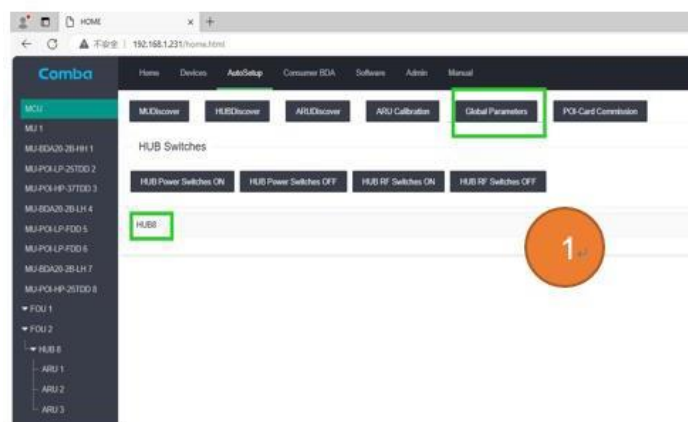 HOME
不安全 192.168.1.231/home.html
Comba Home Devices AutoSetup Consumer BDA Software Admin Manual
MCU
MU 1
MU-BDA20-2B-HH 1
MU-POI-LP-25TDD 2
MU-POI-HP-37TDD 3
MU-BDA20-2B-LH 4
MU-POI-LP-FDD 5
MU-POI-LP-FDD 6
MU-BDA20-2B-LH 7
MU-POI-HP-25TDD 8
FOU 1
FOU 2
HUB 8
ARU 1
ARU 2
ARU 3
MUDiscover HUBDiscover ARUDiscover ARU Calibration Global Parameters POI-Card Commission
HUB Switches
HUB Power Switches ON HUB Power Switches OFF HUB RF Switches ON HUB RF Switches OFF
HUB8
1